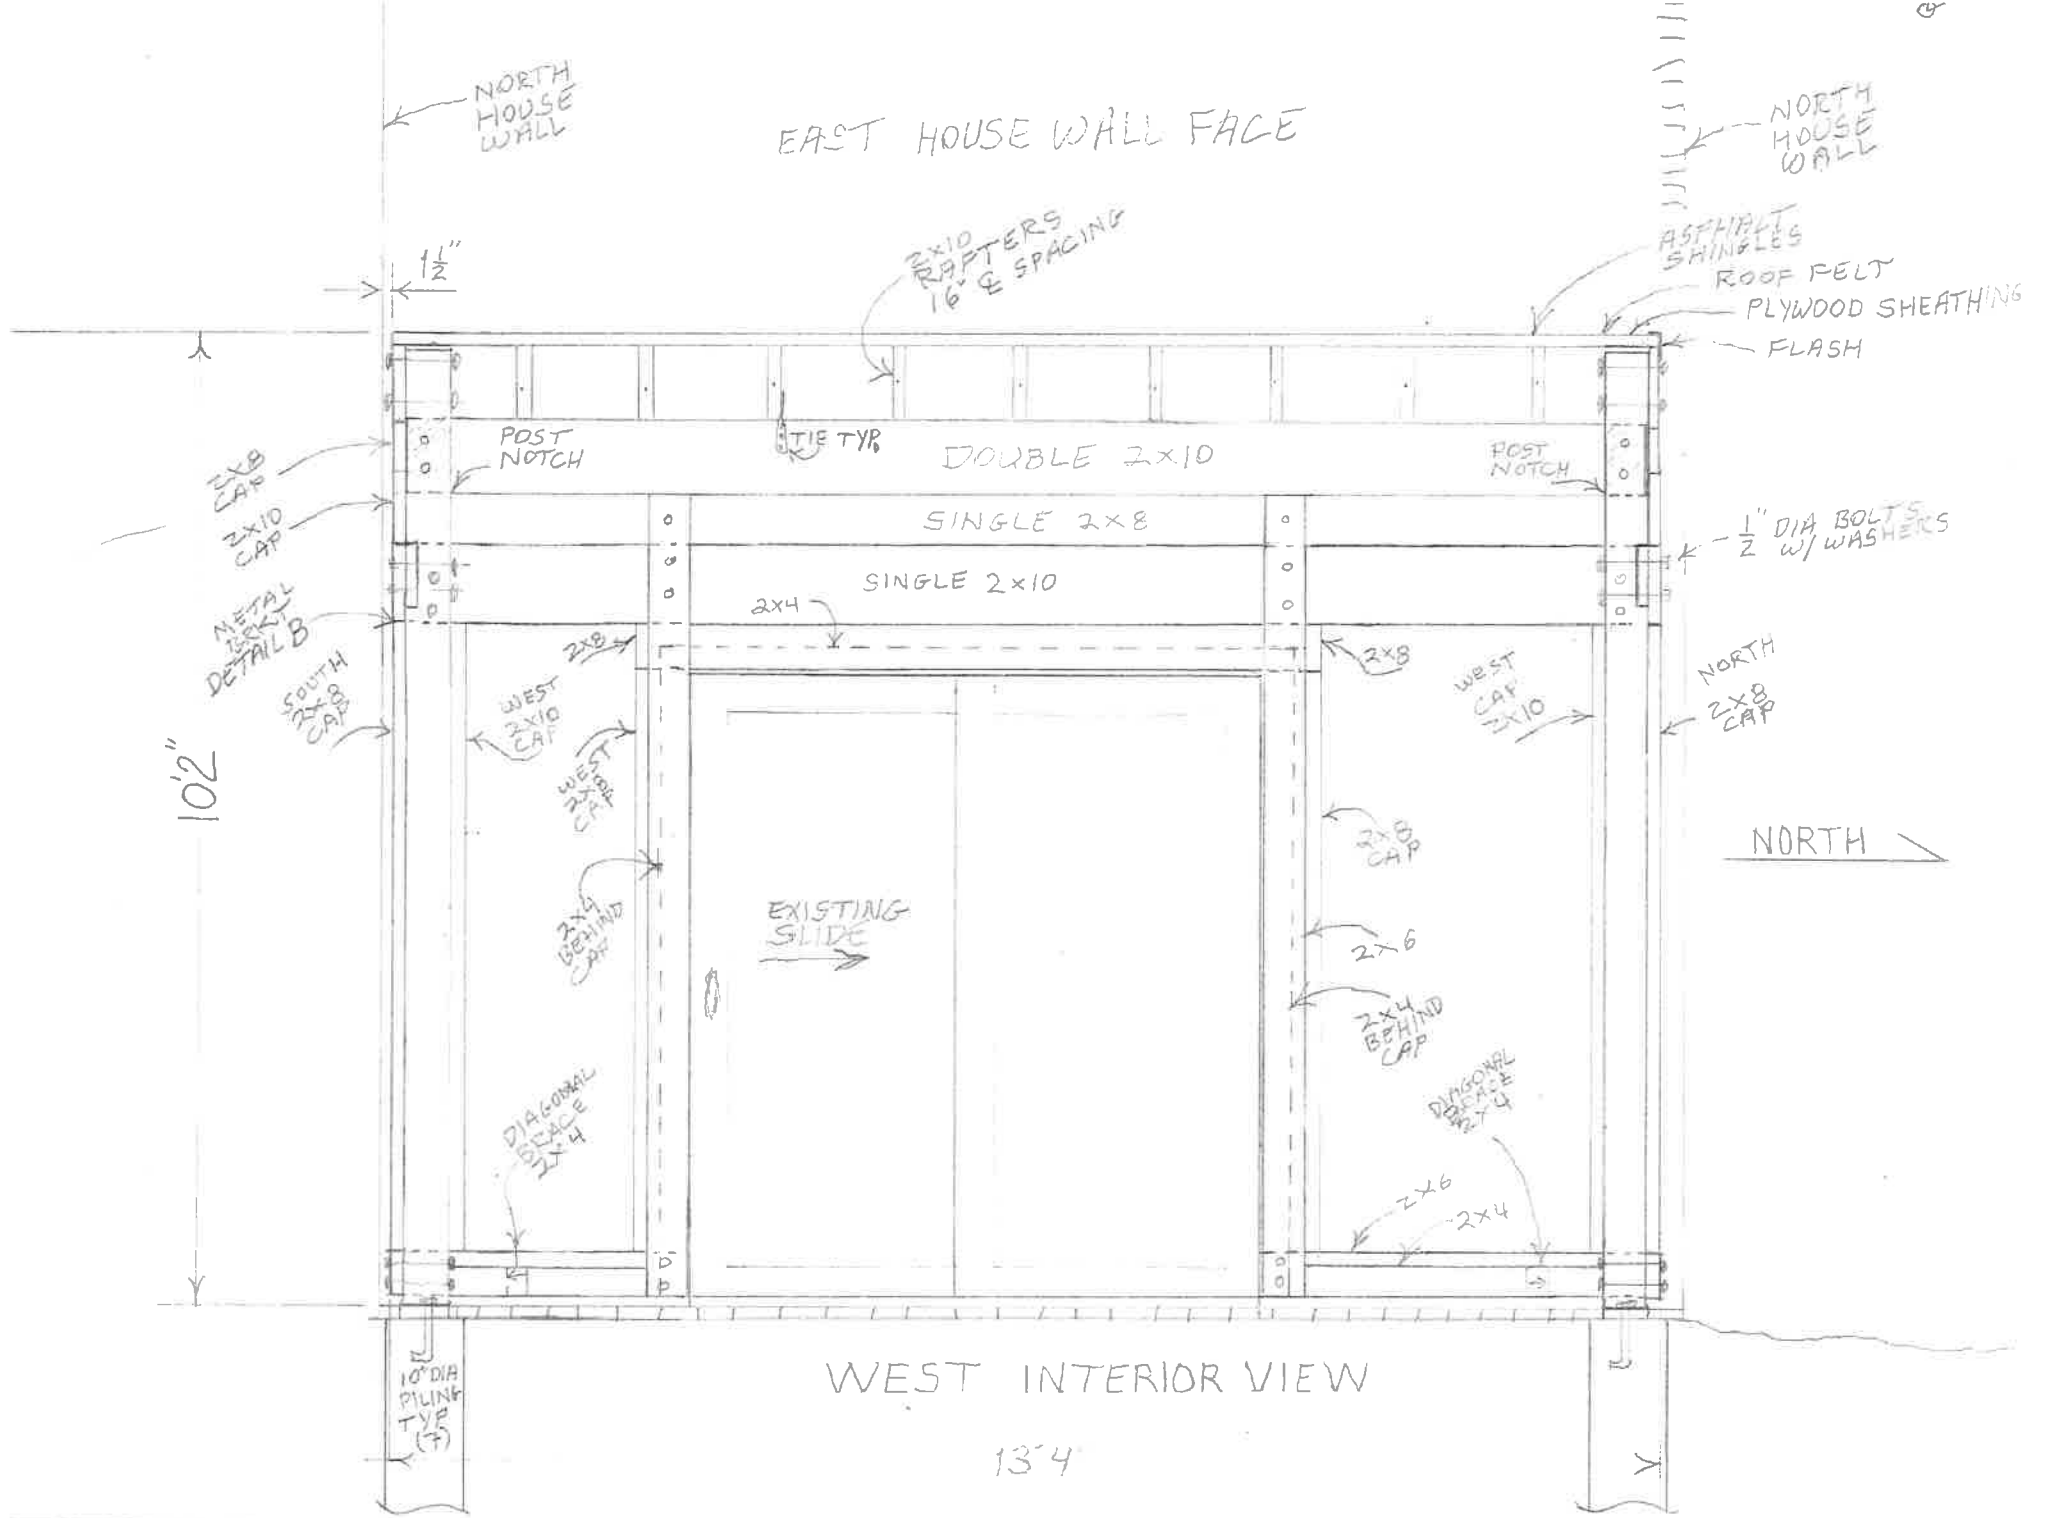 NORTH
HOUSE
WALL
EAST HOUSE WALL FACE
NORTH
HOUSE
WALL
2X10
RAFTERS
16" ℄ SPACING
ASPHALT
SHINGLES
ROOF FELT
PLYWOOD SHEATHING
FLASH
1 1/2"
10'2"
2X8
CAP
2X10
CAP
METAL
BRKT
DETAIL B
SOUTH
2X8
CAP
POST
NOTCH
TIE TYP.
DOUBLE 2X10
POST
NOTCH
SINGLE 2X8
SINGLE 2X10
1/2" DIA BOLTS
W/ WASHERS
2X4
2X8
2X8
WEST
2X10
CAP
WEST
CAP
2X10
NORTH
2X8
CAP
WEST
CAP
2X8
CAP
2X4
BEHIND
CAP
EXISTING
SLIDE
2X6
2X4
BEHIND
CAP
NORTH
DIAGONAL
BRACE
2X4
DIAGONAL
BRACE
2X4
2X6
2X4
10" DIA
PILING
TYP
(7)
WEST INTERIOR VIEW
13'4